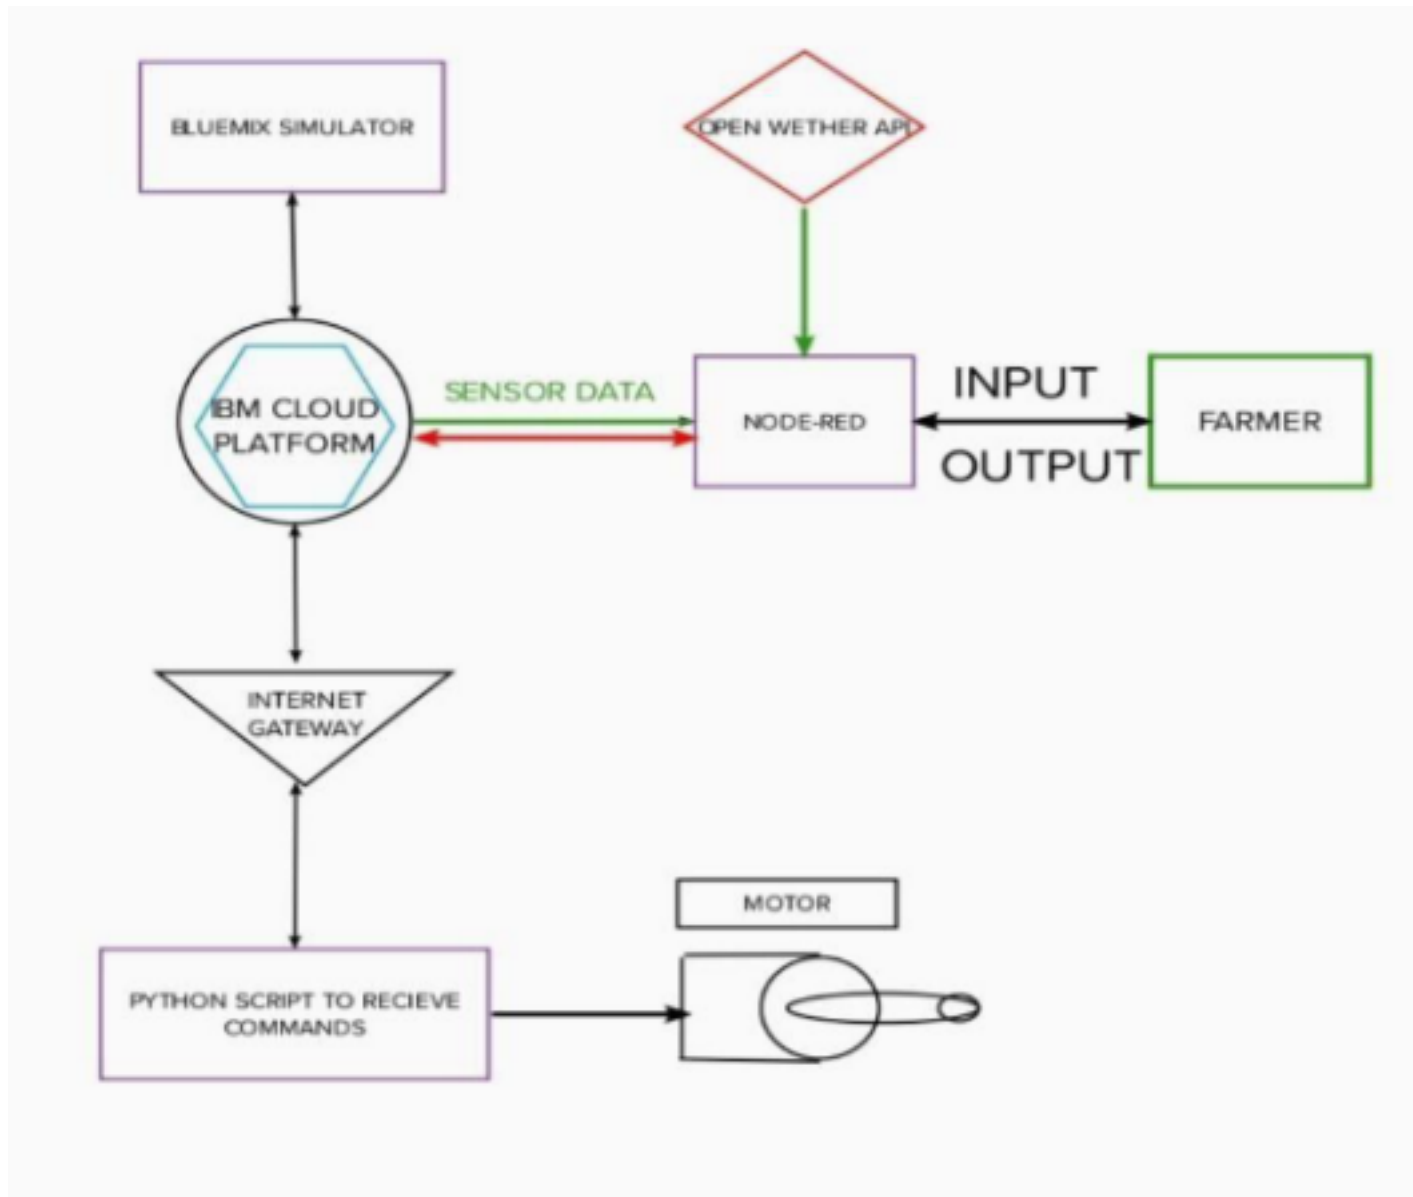 BLUEMIX SIMULATOR
OPEN WETHER API
SENSOR DATA
IBM CLOUD
PLATFORM
NODE-RED
INPUT
OUTPUT
FARMER
INTERNET
GATEWAY
MOTOR
PYTHON SCRIPT TO RECIEVE
COMMANDS